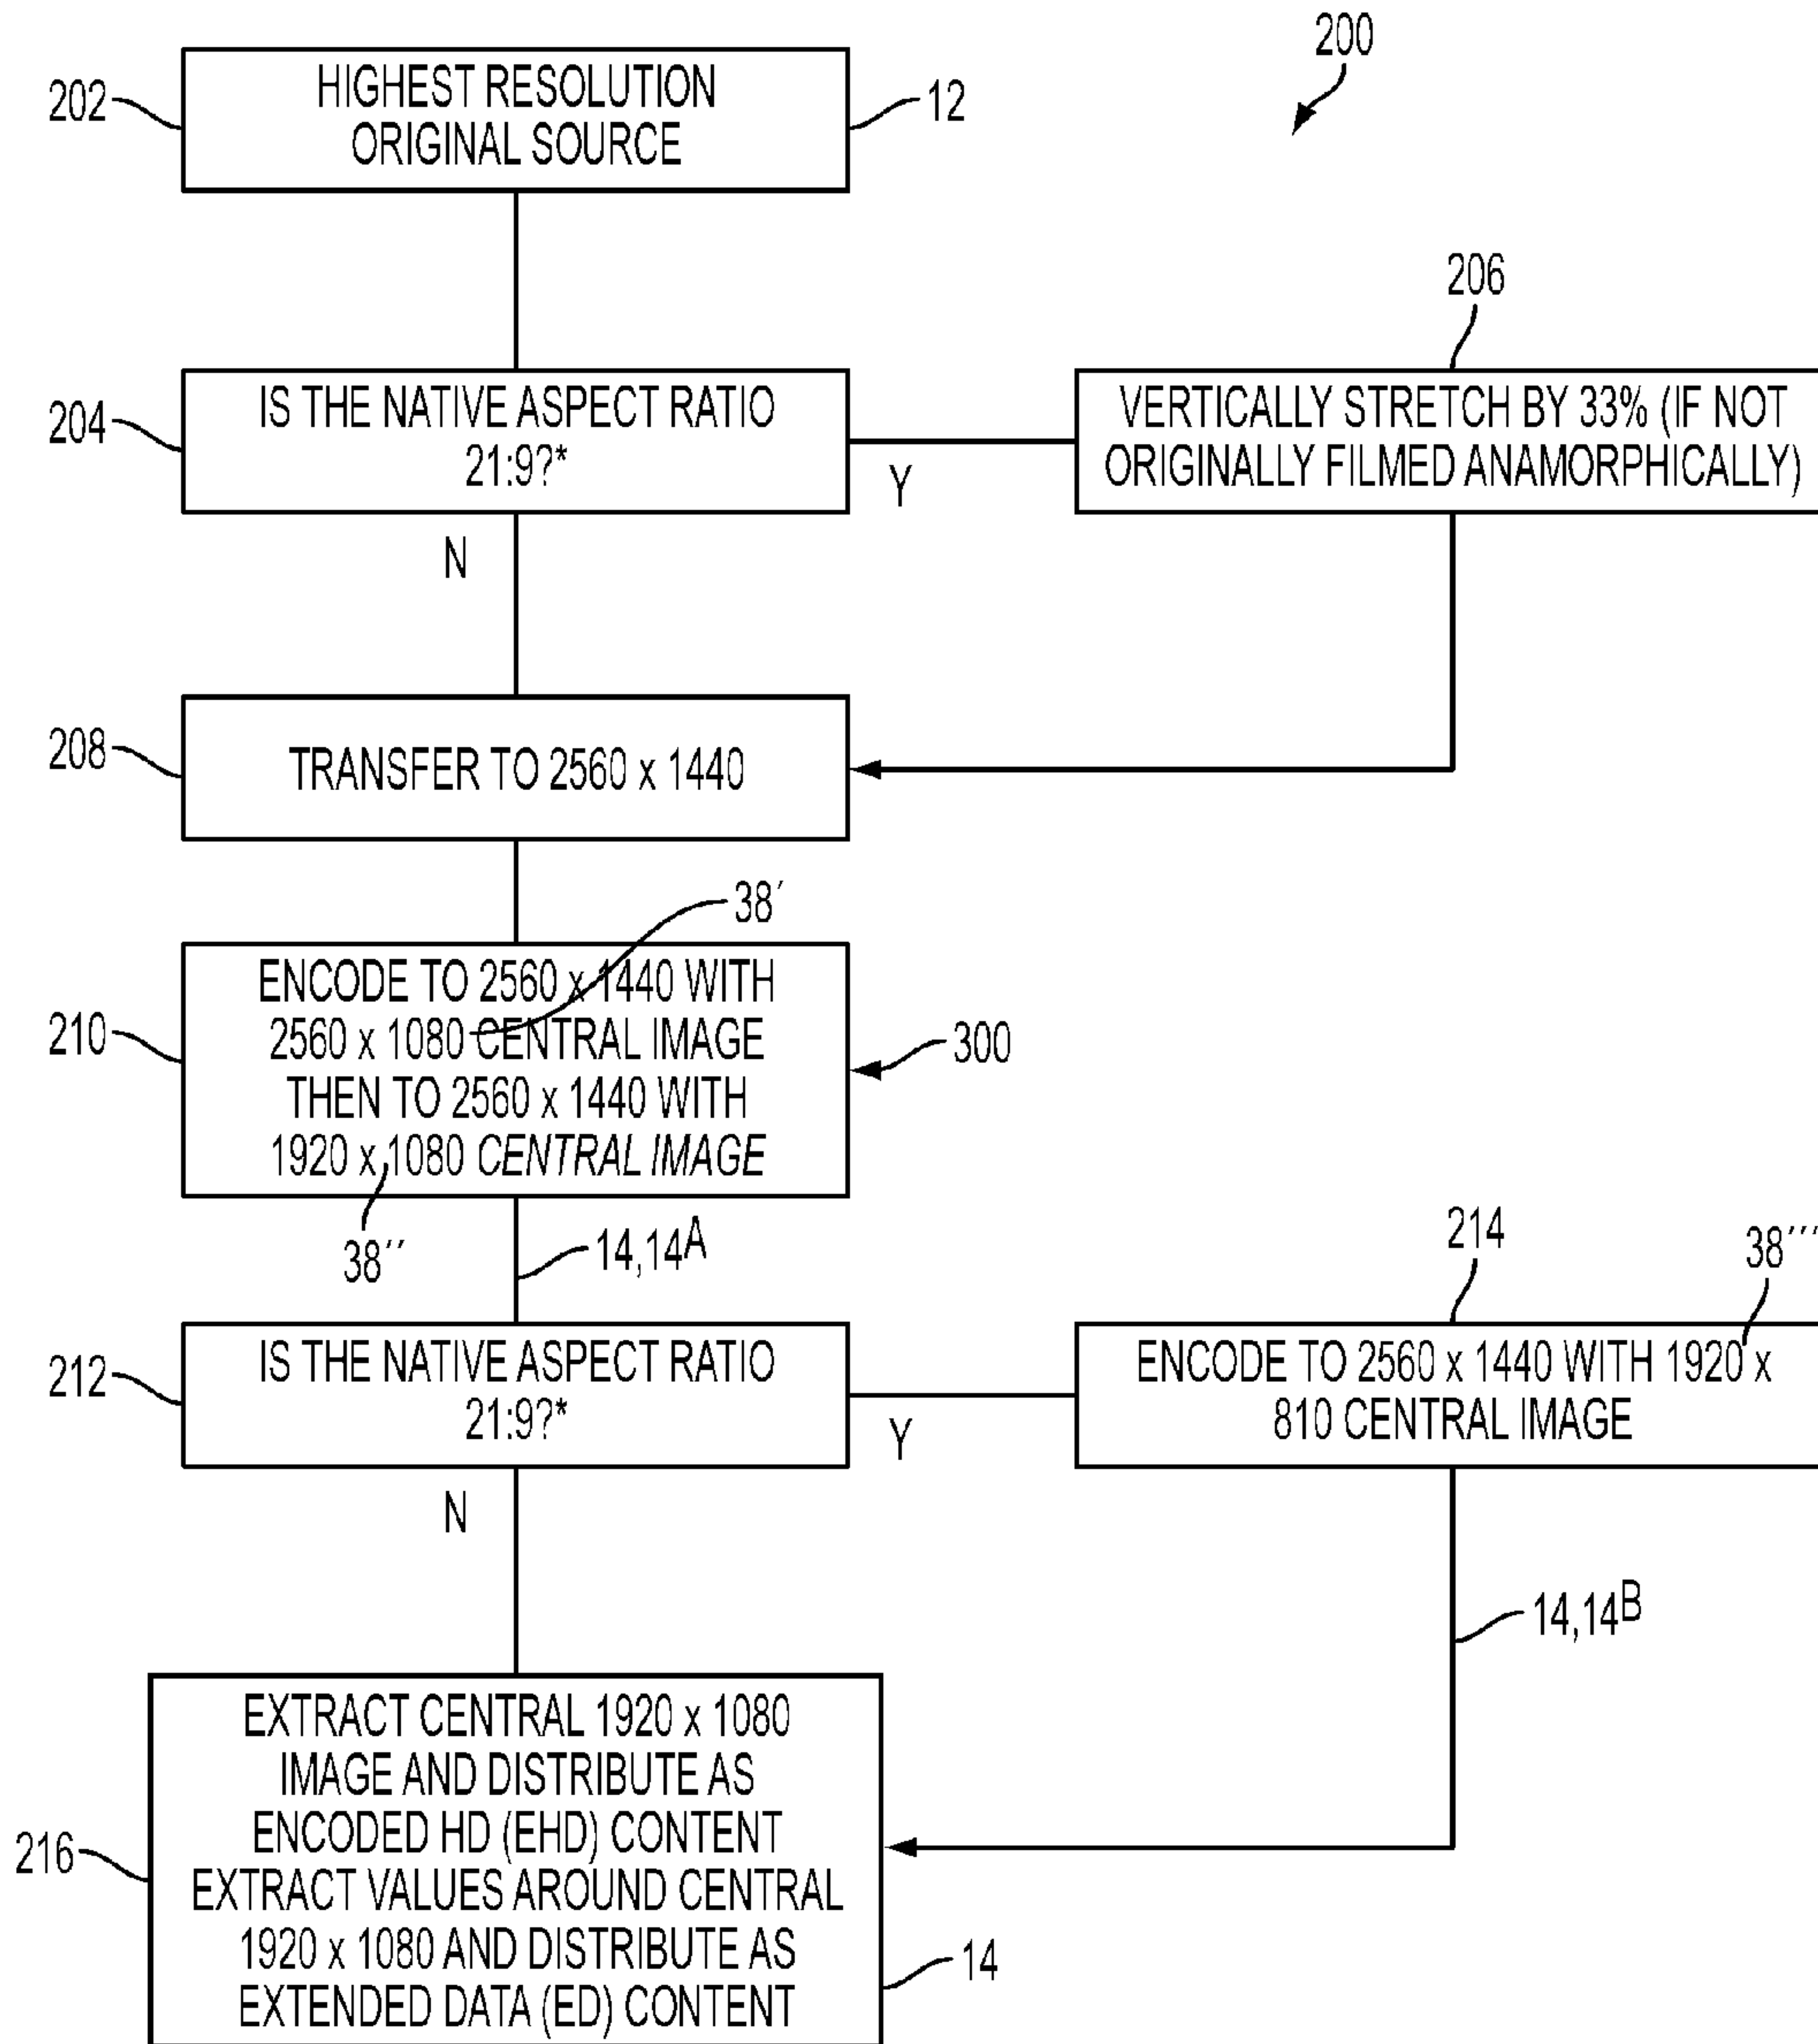 200
202
HIGHEST RESOLUTION
ORIGINAL SOURCE
12
206
204
IS THE NATIVE ASPECT RATIO
21:9?*
Y
N
VERTICALLY STRETCH BY 33% (IF NOT
ORIGINALLY FILMED ANAMORPHICALLY)
208
TRANSFER TO 2560 x 1440
38′
210
ENCODE TO 2560 x 1440 WITH
2560 x 1080 CENTRAL IMAGE
THEN TO 2560 x 1440 WITH
1920 x 1080 CENTRAL IMAGE
300
38′′
14,14A
214
38′′′
212
IS THE NATIVE ASPECT RATIO
21:9?*
Y
N
ENCODE TO 2560 x 1440 WITH 1920 x
810 CENTRAL IMAGE
14,14B
216
EXTRACT CENTRAL 1920 x 1080
IMAGE AND DISTRIBUTE AS
ENCODED HD (EHD) CONTENT
EXTRACT VALUES AROUND CENTRAL
1920 x 1080 AND DISTRIBUTE AS
EXTENDED DATA (ED) CONTENT
14